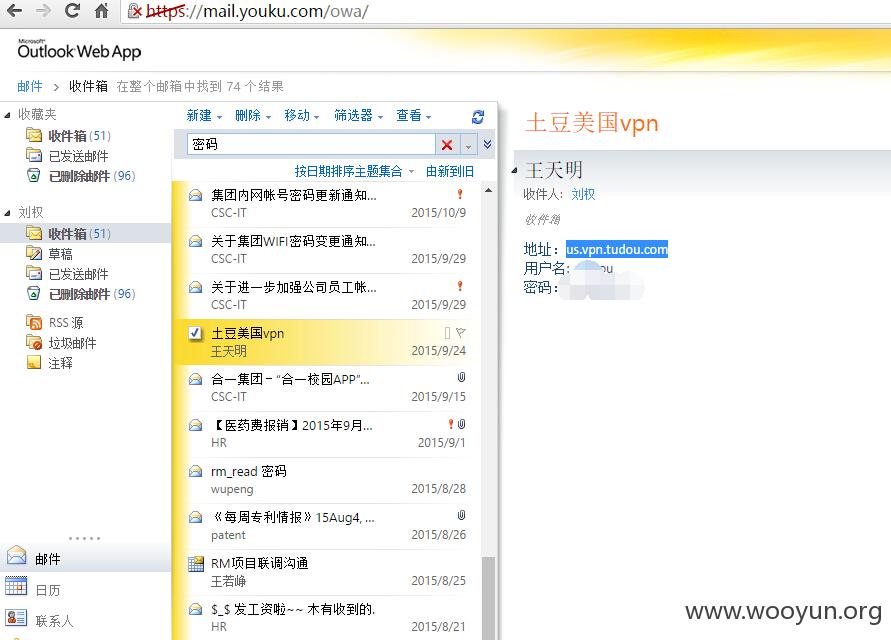 https://mail.youku.com/owa/
Microsoft®
Outlook Web App
邮件 > 收件箱 在整个邮箱中找到 74 个结果
收藏夹
收件箱 (51)
已发送邮件
已删除邮件 (96)
刘权
收件箱 (51)
草稿
已发送邮件
已删除邮件 (96)
RSS 源
垃圾邮件
注释
邮件
日历
联系人
新建 删除 移动 筛选器 查看
密码
按日期排序主题集合 由新到旧
集团内网帐号密码更新通知...
CSC-IT 2015/10/9
关于集团WIFI密码变更通知...
CSC-IT 2015/9/29
关于进一步加强公司员工帐...
CSC-IT 2015/9/29
土豆美国vpn
王天明 2015/9/24
合一集团－“合一校园APP”...
CSC-IT 2015/9/15
【医药费报销】2015年9月...
HR 2015/9/1
rm_read 密码
wupeng 2015/8/28
《每周专利情报》15Aug4, ...
patent 2015/8/26
RM项目联调沟通
王若峰 2015/8/25
$_$ 发工资啦~~ 木有收到的.
HR 2015/8/21
土豆美国vpn
王天明
收件人: 刘权
收件箱
地址： us.vpn.tudou.com
用户名: ou
密码：
www.wooyun.org